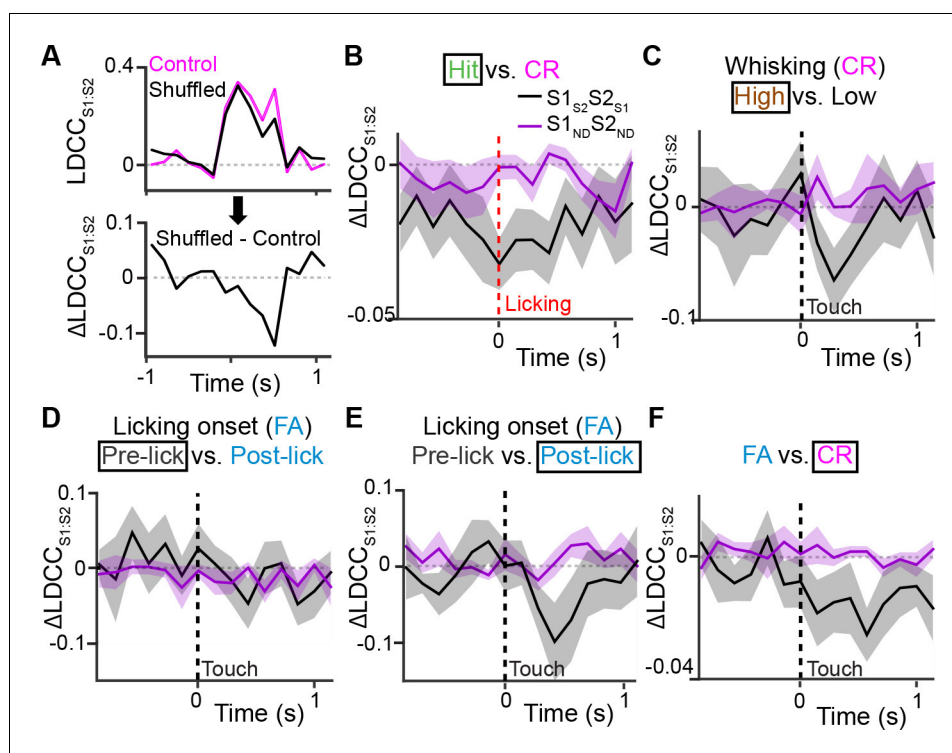 A
0.4
Control
Shuffled
0
LDCC S1:S2
0.1
Shuffled - Control
0
-0.1
ΔLDCC S1:S2
-1
1
Time (s)
B
Hit vs. CR
S1S2S2S1
S1NDS2ND
0
-0.05
ΔLDCC S1:S2
Licking
0
1
Time (s)
C
Whisking (CR)
High vs. Low
0
-0.1
ΔLDCC S1:S2
Touch
0
1
Time (s)
D
Licking onset (FA)
Pre-lick vs. Post-lick
0.1
0
-0.1
ΔLDCC S1:S2
Touch
0
1
Time (s)
E
Licking onset (FA)
Pre-lick vs. Post-lick
0.1
0
-0.1
ΔLDCC S1:S2
Touch
0
1
Time (s)
F
FA vs. CR
0
-0.04
ΔLDCC S1:S2
Touch
0
1
Time (s)